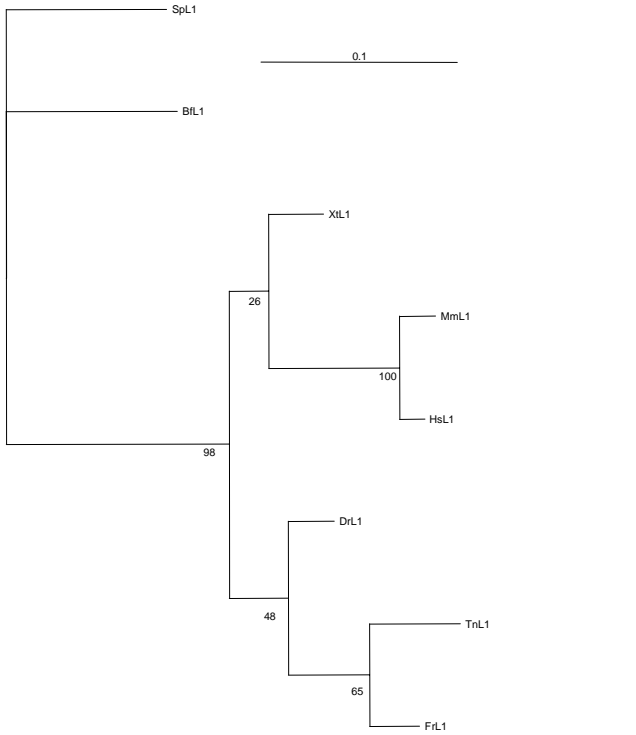 SpL1
0.1
BfL1
XtL1
26
MmL1
100
HsL1
98
DrL1
48
TnL1
65
FrL1